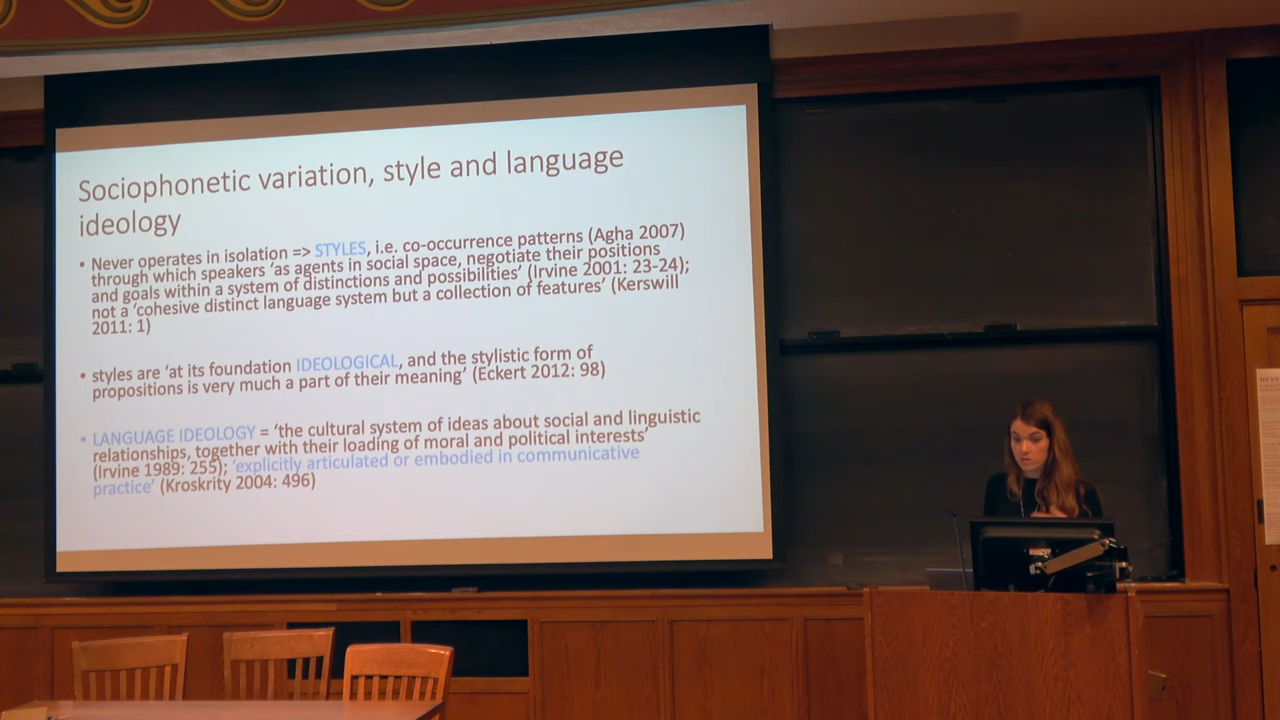 Sociophonetic variation, style and language
ideology
• Never operates in isolation => STYLES, i.e. co-occurrence patterns (Agha 2007)
through which speakers ‘as agents in social space, negotiate their positions
and goals within a system of distinctions and possibilities’ (Irvine 2001: 23-24);
not a ‘cohesive distinct language system but a collection of features’ (Kerswill
2011: 1)
• styles are ‘at its foundation IDEOLOGICAL, and the stylistic form of
propositions is very much a part of their meaning’ (Eckert 2012: 98)
• LANGUAGE IDEOLOGY = ‘the cultural system of ideas about social and linguistic
relationships, together with their loading of moral and political interests’
(Irvine 1989: 255); ‘explicitly articulated or embodied in communicative
practice’ (Kroskrity 2004: 496)